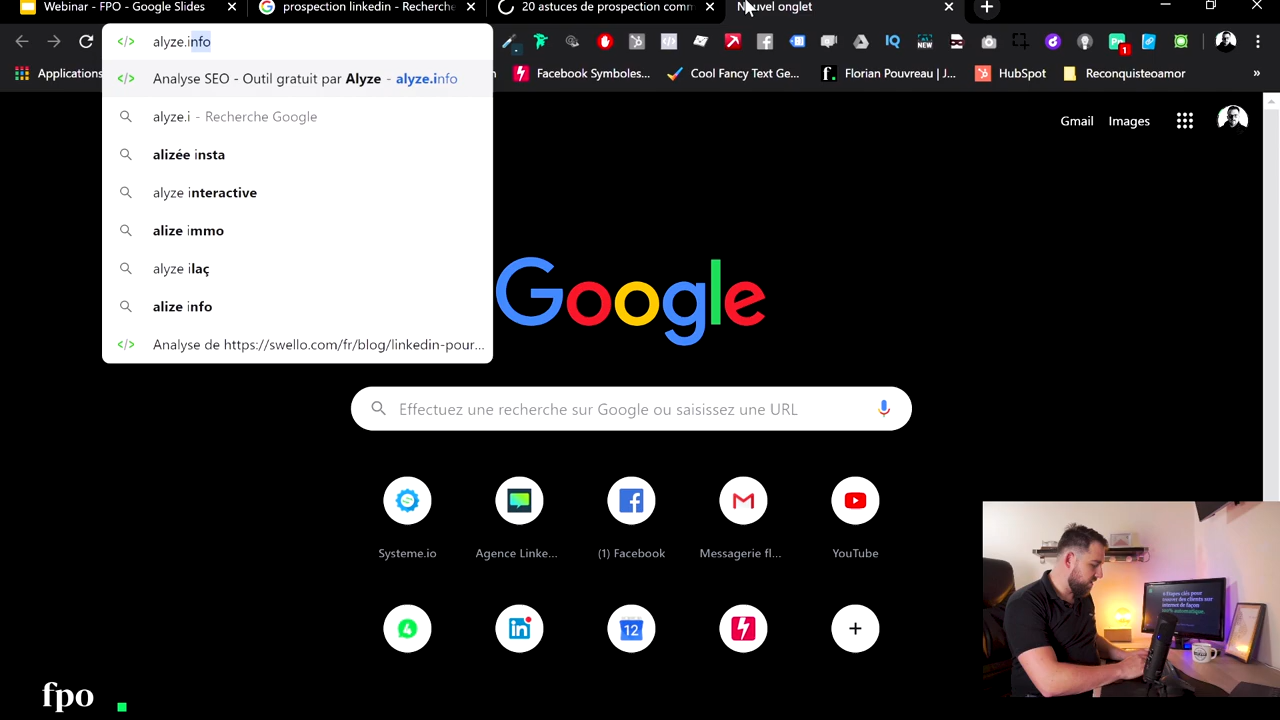 Webinar - FPO - Google Slides
prospection linkedin - Recherche
20 astuces de prospection comm
Nouvel onglet
alyze.info
Applications
Facebook Symboles...
Cool Fancy Text Ge...
Florian Pouvreau | J...
HubSpot
Reconquisteoamor
»
Analyse SEO - Outil gratuit par Alyze - alyze.info
alyze.i - Recherche Google
alizée insta
alyze interactive
alize immo
alyze ilaç
alize info
Analyse de https://swello.com/fr/blog/linkedin-pour...
Gmail
Images
Google
Effectuez une recherche sur Google ou saisissez une URL
Systeme.io
Agence Linke...
(1) Facebook
Messagerie fl...
YouTube
12
fpo